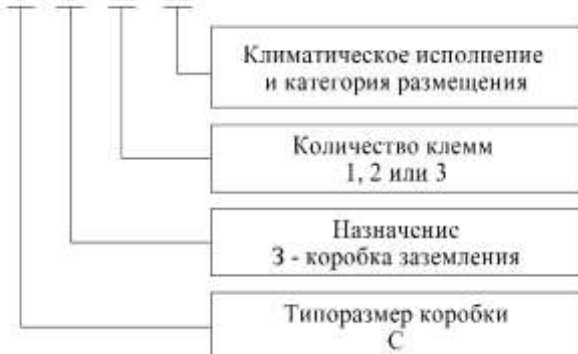 Климатическое исполнение
и категория размещения
Количество клемм
1, 2 или 3
Назначение
З - коробка заземления
Типоразмер коробки
С